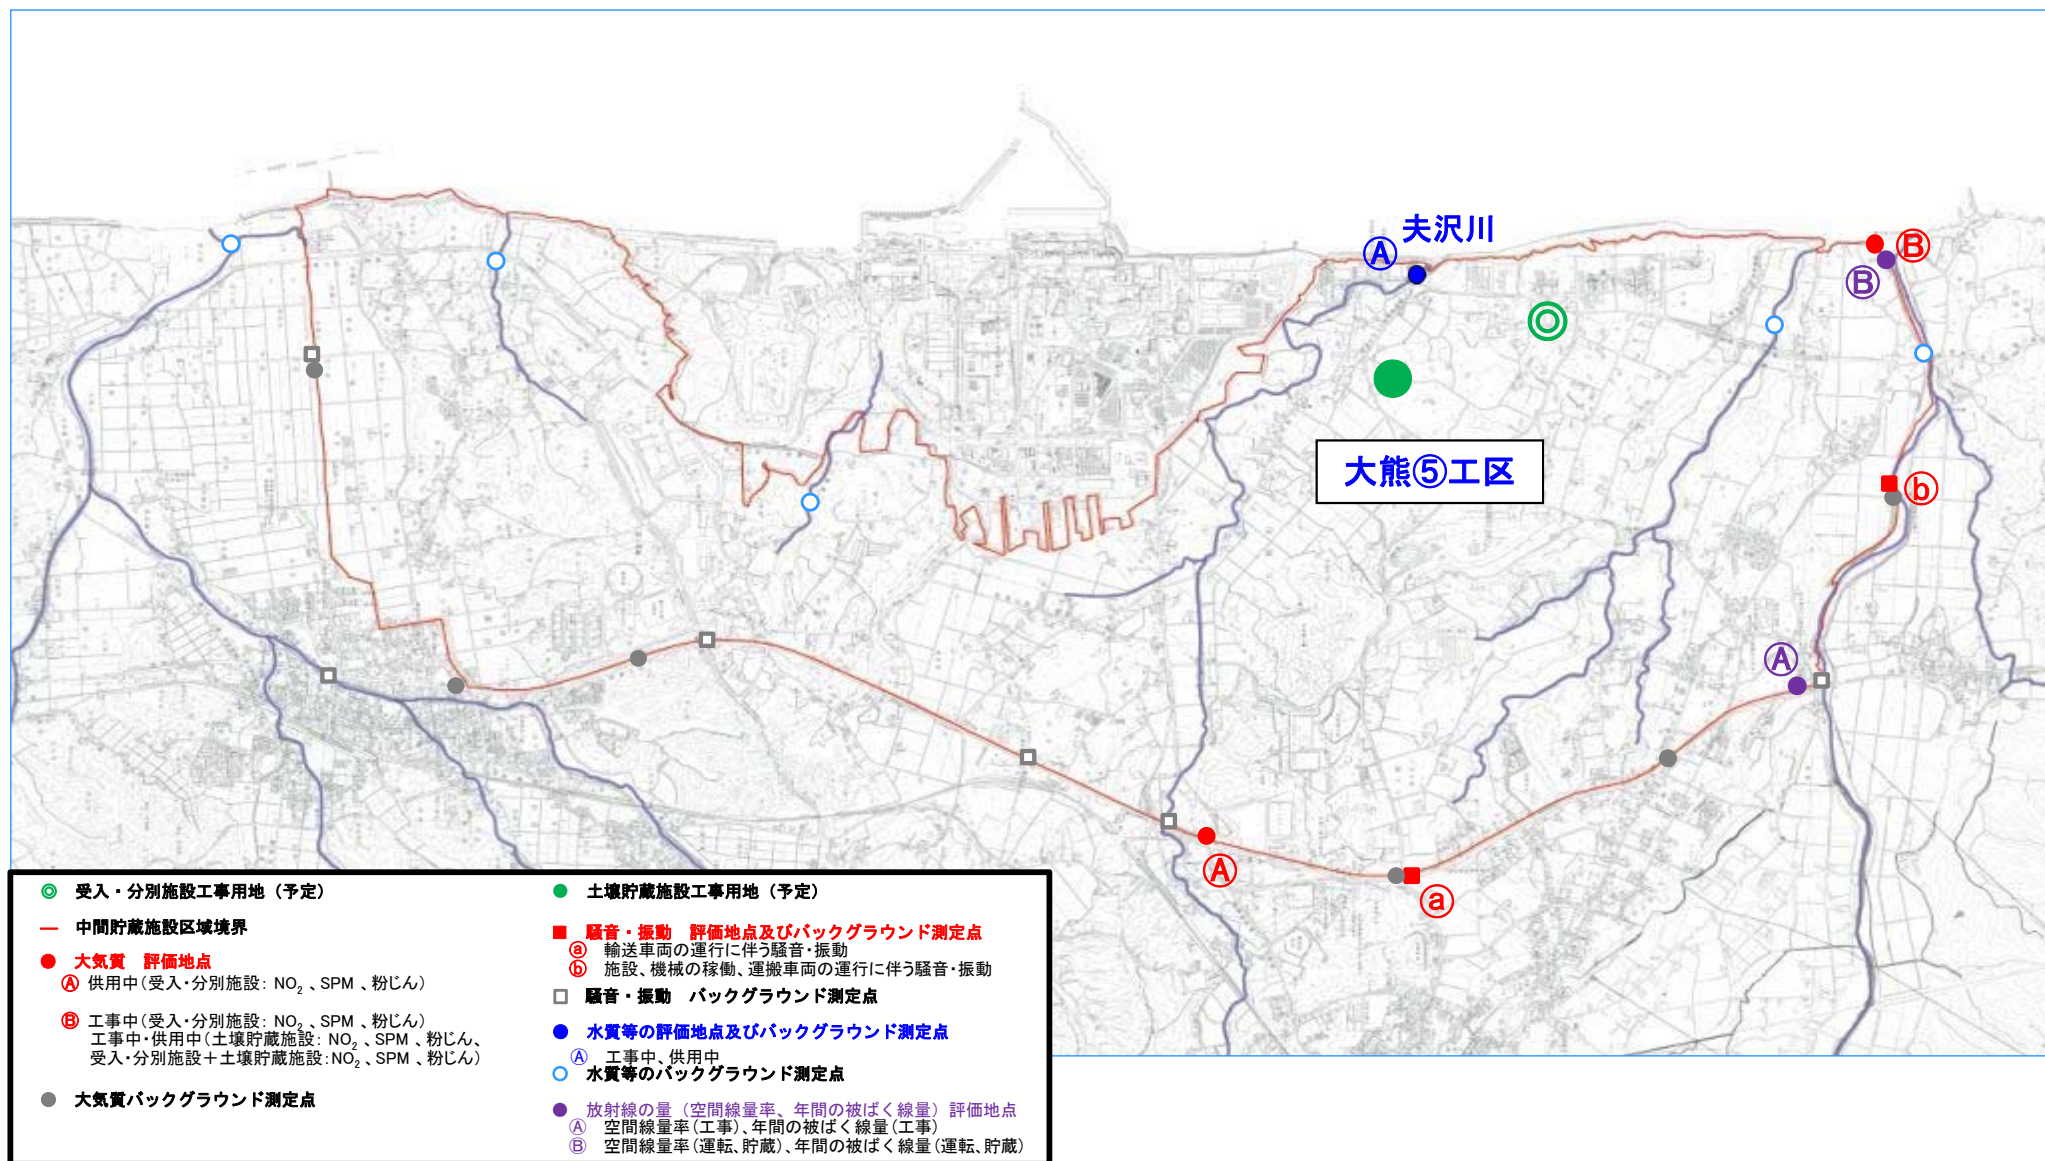 夫沢川
Ⓐ
Ⓑ
Ⓑ
大熊⑤工区
ⓑ
Ⓐ
Ⓐ
ⓐ
受入・分別施設工事用地（予定）
中間貯蔵施設区域境界
大気質　評価地点
Ⓐ 供用中（受入・分別施設：NO2、SPM、粉じん）
Ⓑ 工事中（受入・分別施設：NO2、SPM、粉じん）
工事中・供用中（土壌貯蔵施設：NO2、SPM、粉じん、
受入・分別施設＋土壌貯蔵施設：NO2、SPM、粉じん）
大気質バックグラウンド測定点
土壌貯蔵施設工事用地（予定）
騒音・振動　評価地点及びバックグラウンド測定点
ⓐ 輸送車両の運行に伴う騒音・振動
ⓑ 施設、機械の稼働、運搬車両の運行に伴う騒音・振動
騒音・振動　バックグラウンド測定点
水質等の評価地点及びバックグラウンド測定点
Ⓐ 工事中、供用中
水質等のバックグラウンド測定点
放射線の量（空間線量率、年間の被ばく線量）評価地点
Ⓐ 空間線量率（工事）、年間の被ばく線量（工事）
Ⓑ 空間線量率（運転、貯蔵）、年間の被ばく線量（運転、貯蔵）